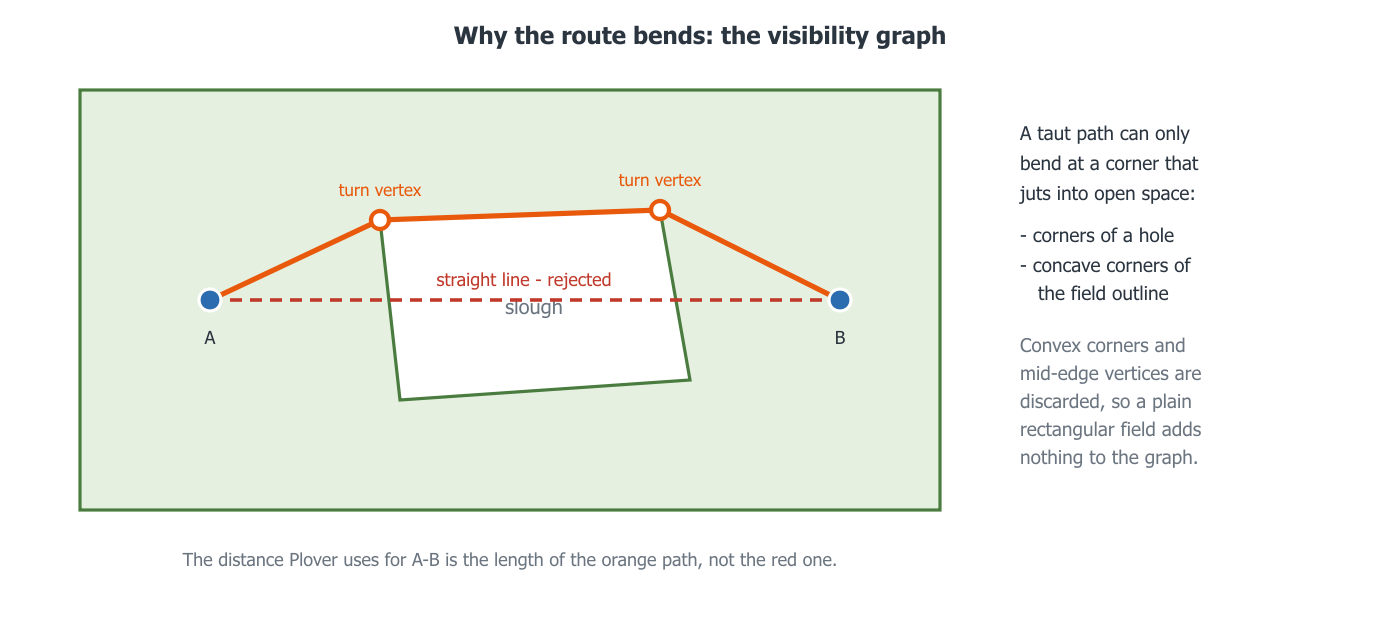 Why the route bends: the visibility graph
turn vertex
turn vertex
straight line - rejected
slough
A
B
A taut path can only
bend at a corner that
juts into open space:
- corners of a hole
- concave corners of
the field outline
Convex corners and
mid-edge vertices are
discarded, so a plain
rectangular field adds
nothing to the graph.
The distance Plover uses for A-B is the length of the orange path, not the red one.